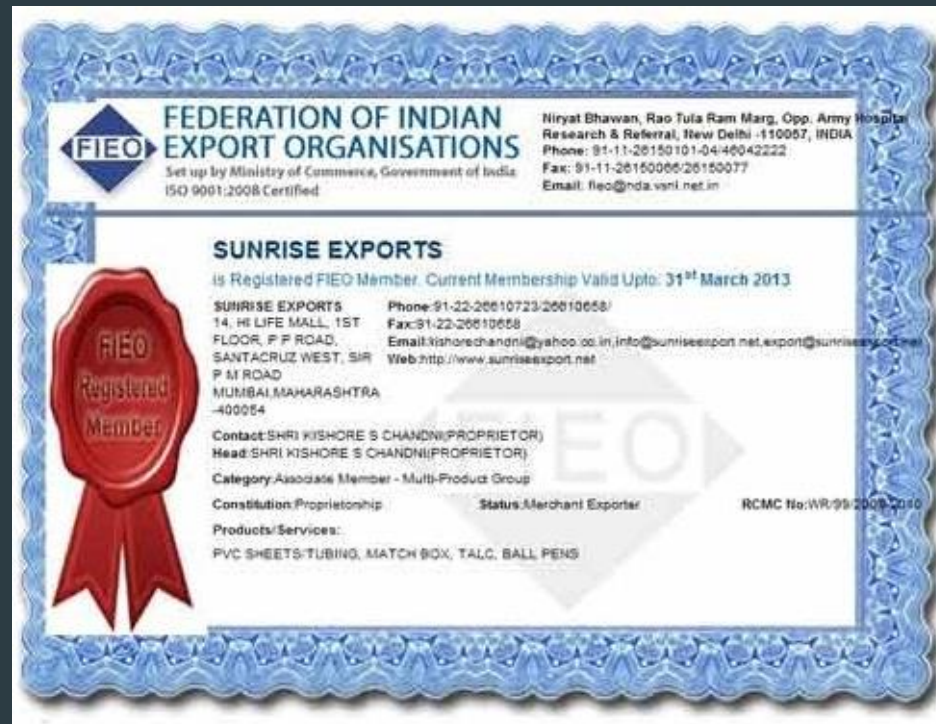 FIEO
FEDERATION OF INDIAN
EXPORT ORGANISATIONS
Set up by Ministry of Commerce, Government of India
ISO 9001:2008 Certified
Niryat Bhawan, Rao Tula Ram Marg, Opp. Army Hospital
Research & Referral, New Delhi -110057, INDIA
Phone: 91-11-26150101-04/46042222
Fax: 91-11-26150066/26150077
Email: fieo@nda.vsnl.net.in
SUNRISE EXPORTS
is Registered FIEO Member. Current Membership Valid Upto: 31st March 2013
SUNRISE EXPORTS
14, HI LIFE MALL, 1ST
FLOOR, P P ROAD,
SANTACRUZ WEST, SIR
P M ROAD
MUMBAI,MAHARASHTRA
-400054
Phone:91-22-26610723/26610658/
Fax:91-22-26610658
Email:kishorechandni@yahoo.co.in,info@sunriseexport.net,export@sunriseexport.net
Web:http://www.sunriseexport.net
Contact:SHRI KISHORE S CHANDNI(PROPRIETOR)
Head:SHRI KISHORE S CHANDNI(PROPRIETOR)
Category:Associate Member - Multi-Product Group
Constitution:Proprietorship
Status:Merchant Exporter
RCMC No:WR/99/2009-2010
Products/Services:
PVC SHEETS/TUBING, MATCH BOX, TALC, BALL PENS
FIEO
Registered
Member
FIEO